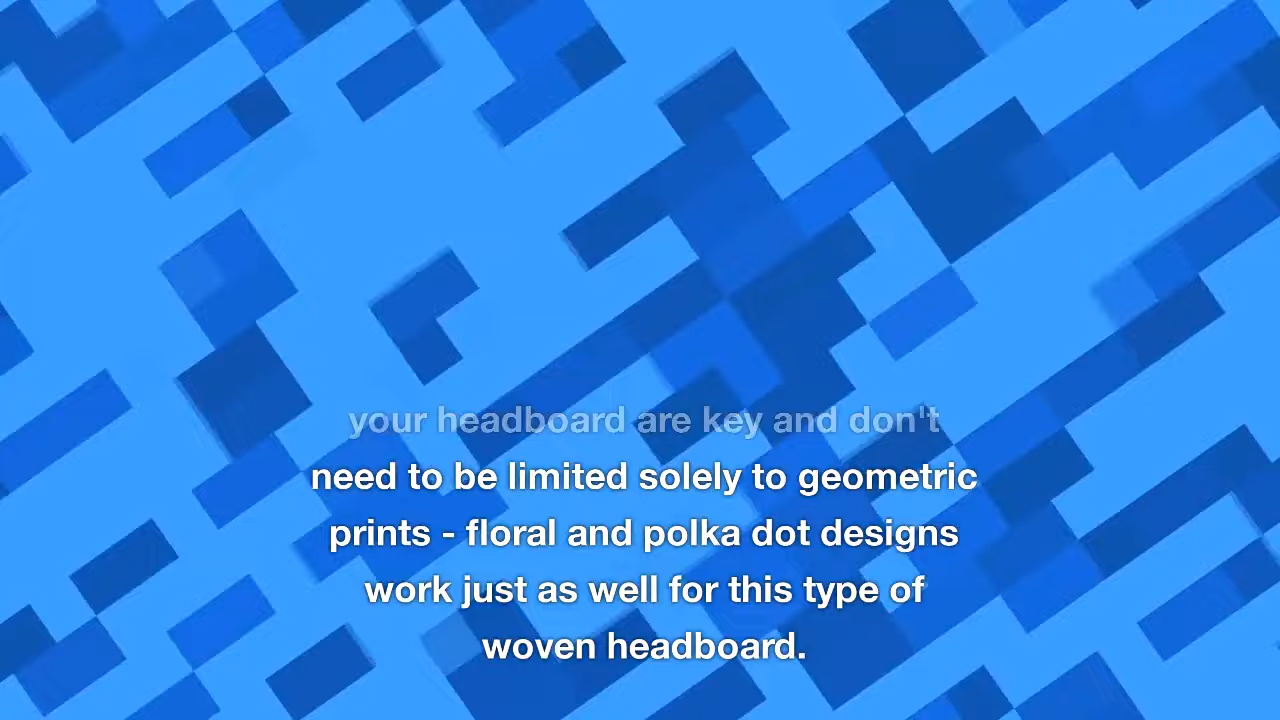 your headboard are key and don't
need to be limited solely to geometric
prints - floral and polka dot designs
work just as well for this type of
woven headboard.